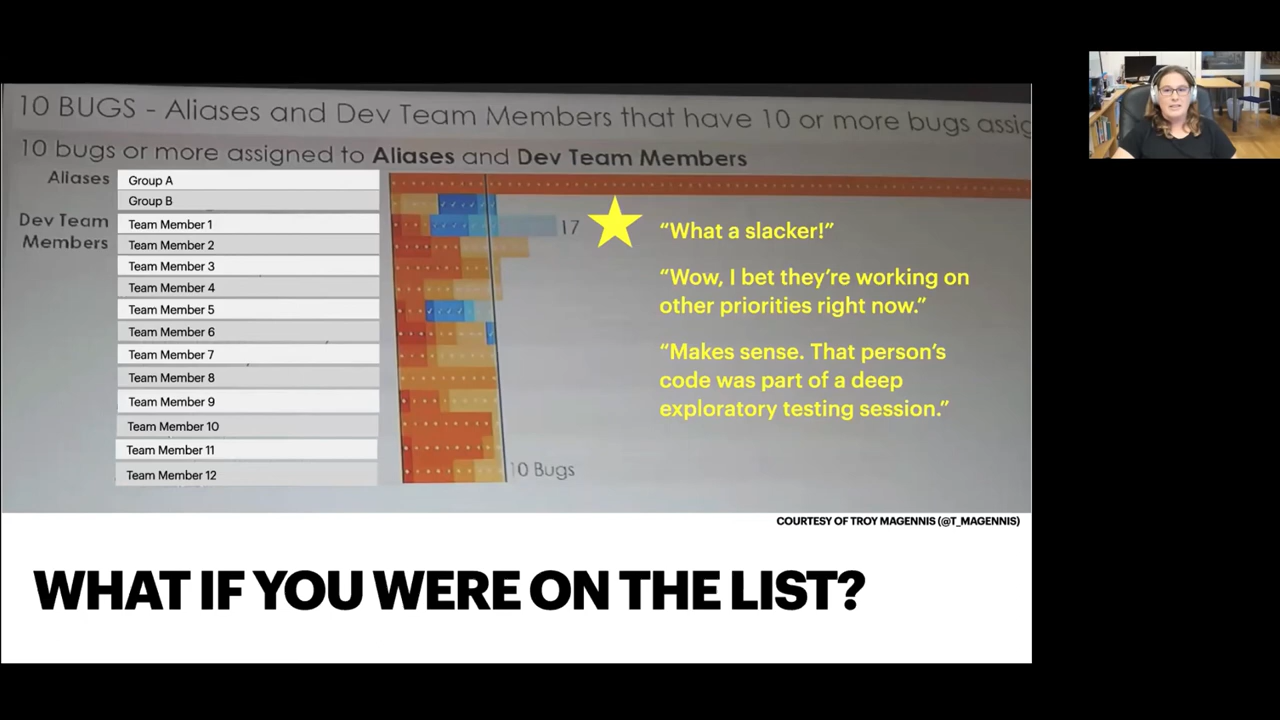 10 BUGS - Aliases and Dev Team Members that have 10 or more bugs assig
10 bugs or more assigned to Aliases and Dev Team Members
Aliases
Group A
Group B
Dev Team
Members
Team Member 1
Team Member 2
Team Member 3
Team Member 4
Team Member 5
Team Member 6
Team Member 7
Team Member 8
Team Member 9
Team Member 10
Team Member 11
Team Member 12
17
10 Bugs
“What a slacker!”
“Wow, I bet they’re working on
other priorities right now.”
“Makes sense. That person’s
code was part of a deep
exploratory testing session.”
COURTESY OF TROY MAGENNIS (@T_MAGENNIS)
WHAT IF YOU WERE ON THE LIST?